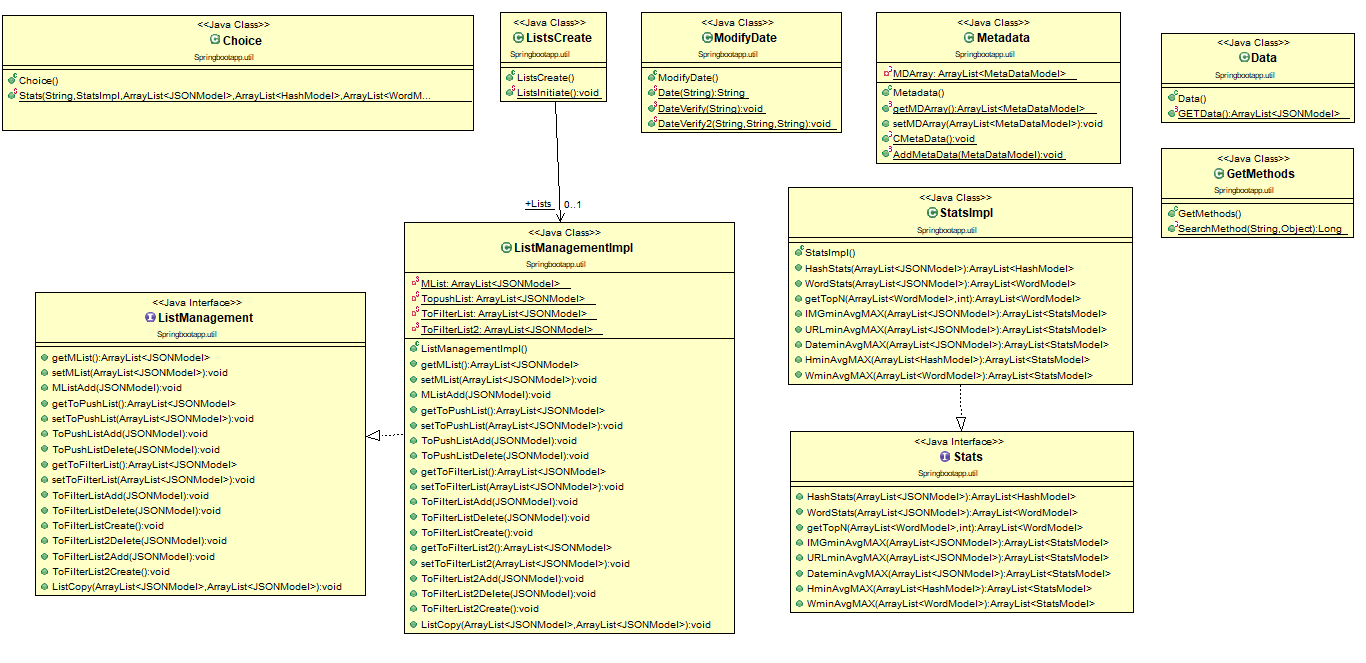 <<Java Class>>
Choice
Springbootapp.util
Choice()
Stats(String,StatsImpl,ArrayList<JSONModel>,ArrayList<HashModel>,ArrayList<WordM...
<<Java Class>>
ListsCreate
Springbootapp.util
ListsCreate()
ListsInitiate():void
<<Java Class>>
ModifyDate
Springbootapp.util
ModifyDate()
Date(String):String
DateVerify(String):void
DateVerify2(String,String,String):void
<<Java Class>>
Metadata
Springbootapp.util
MDArray: ArrayList<MetaDataModel>
Metadata()
getMDArray():ArrayList<MetaDataModel>
setMDArray(ArrayList<MetaDataModel>):void
CMetaData():void
AddMetaData(MetaDataModel):void
<<Java Class>>
Data
Springbootapp.util
Data()
GETData():ArrayList<JSONModel>
<<Java Class>>
GetMethods
Springbootapp.util
GetMethods()
SearchMethod(String,Object):Long
+Lists 0..1
<<Java Class>>
ListManagementImpl
Springbootapp.util
MList: ArrayList<JSONModel>
TopushList: ArrayList<JSONModel>
ToFilterList: ArrayList<JSONModel>
ToFilterList2: ArrayList<JSONModel>
ListManagementImpl()
getMList():ArrayList<JSONModel>
setMList(ArrayList<JSONModel>):void
MListAdd(JSONModel):void
getToPushList():ArrayList<JSONModel>
setToPushList(ArrayList<JSONModel>):void
ToPushListAdd(JSONModel):void
ToPushListDelete(JSONModel):void
getToFilterList():ArrayList<JSONModel>
setToFilterList(ArrayList<JSONModel>):void
ToFilterListAdd(JSONModel):void
ToFilterListDelete(JSONModel):void
ToFilterListCreate():void
getToFilterList2():ArrayList<JSONModel>
setToFilterList2(ArrayList<JSONModel>):void
ToFilterList2Add(JSONModel):void
ToFilterList2Delete(JSONModel):void
ToFilterList2Create():void
ListCopy(ArrayList<JSONModel>,ArrayList<JSONModel>):void
<<Java Interface>>
ListManagement
Springbootapp.util
getMList():ArrayList<JSONModel>
setMList(ArrayList<JSONModel>):void
MListAdd(JSONModel):void
getToPushList():ArrayList<JSONModel>
setToPushList(ArrayList<JSONModel>):void
ToPushListAdd(JSONModel):void
ToPushListDelete(JSONModel):void
getToFilterList():ArrayList<JSONModel>
setToFilterList(ArrayList<JSONModel>):void
ToFilterListAdd(JSONModel):void
ToFilterListDelete(JSONModel):void
ToFilterListCreate():void
ToFilterList2Delete(JSONModel):void
ToFilterList2Add(JSONModel):void
ToFilterList2Create():void
ListCopy(ArrayList<JSONModel>,ArrayList<JSONModel>):void
<<Java Class>>
StatsImpl
Springbootapp.util
StatsImpl()
HashStats(ArrayList<JSONModel>):ArrayList<HashModel>
WordStats(ArrayList<JSONModel>):ArrayList<WordModel>
getTopN(ArrayList<WordModel>,int):ArrayList<WordModel>
IMGminAvgMAX(ArrayList<JSONModel>):ArrayList<StatsModel>
URLminAvgMAX(ArrayList<JSONModel>):ArrayList<StatsModel>
DateminAvgMAX(ArrayList<JSONModel>):ArrayList<StatsModel>
HminAvgMAX(ArrayList<HashModel>):ArrayList<StatsModel>
WminAvgMAX(ArrayList<WordModel>):ArrayList<StatsModel>
<<Java Interface>>
Stats
Springbootapp.util
HashStats(ArrayList<JSONModel>):ArrayList<HashModel>
WordStats(ArrayList<JSONModel>):ArrayList<WordModel>
getTopN(ArrayList<WordModel>,int):ArrayList<WordModel>
IMGminAvgMAX(ArrayList<JSONModel>):ArrayList<StatsModel>
URLminAvgMAX(ArrayList<JSONModel>):ArrayList<StatsModel>
DateminAvgMAX(ArrayList<JSONModel>):ArrayList<StatsModel>
HminAvgMAX(ArrayList<HashModel>):ArrayList<StatsModel>
WminAvgMAX(ArrayList<WordModel>):ArrayList<StatsModel>